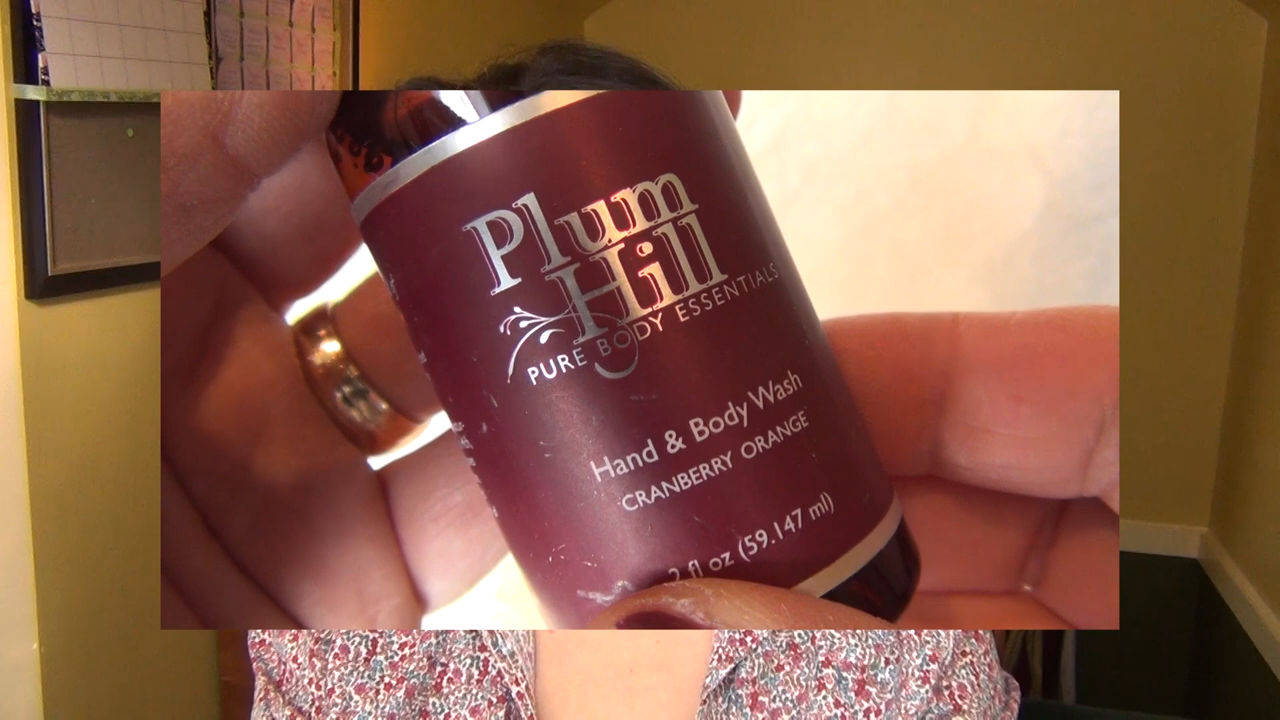 Plum
Hill
PURE BODY ESSENTIALS
Hand & Body Wash
CRANBERRY ORANGE
2 fl oz (59.147 ml)